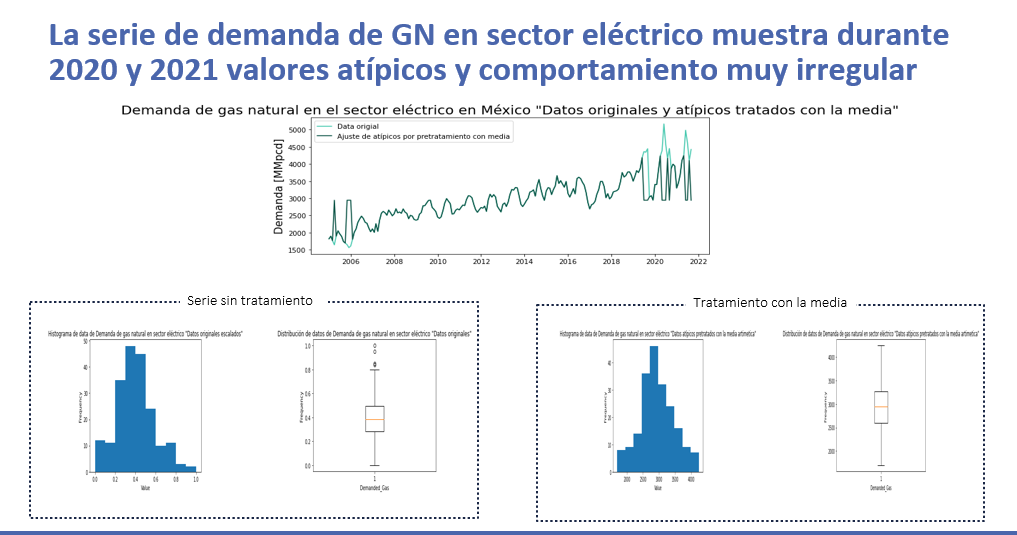 La serie de demanda de GN en sector eléctrico muestra durante
2020 y 2021 valores atípicos y comportamiento muy irregular
Demanda de gas natural en el sector eléctrico en México "Datos originales y atípicos tratados con la media"
Data origial
Ajuste de atípicos por pretratamiento con media
Demanda [MMpcd]
5000
4500
4000
3500
3000
2500
2000
1500
2006 2008 2010 2012 2014 2016 2018 2020 2022
Serie sin tratamiento
Histograma de data de Demanda de gas natural en sector eléctrico "Datos originales escalados"
Frequency
50
40
30
20
10
0
0.0 0.2 0.4 0.6 0.8 1.0
Value
Distribución de datos de Demanda de gas natural en sector eléctrico "Datos originales"
Frequency
1.0
0.8
0.6
0.4
0.2
0.0
1
Demanded_Gas
Tratamiento con la media
Histograma de data de Demanda de gas natural en sector eléctrico "Datos atípicos pretratados con la media aritmética"
Frequency
40
30
20
10
0
2000 2500 3000 3500 4000
Value
Distribución de datos de Demanda de gas natural en sector eléctrico "Datos atípicos pretratados con la media aritmética"
Frequency
4000
3500
3000
2500
2000
1
Demanded_Gas